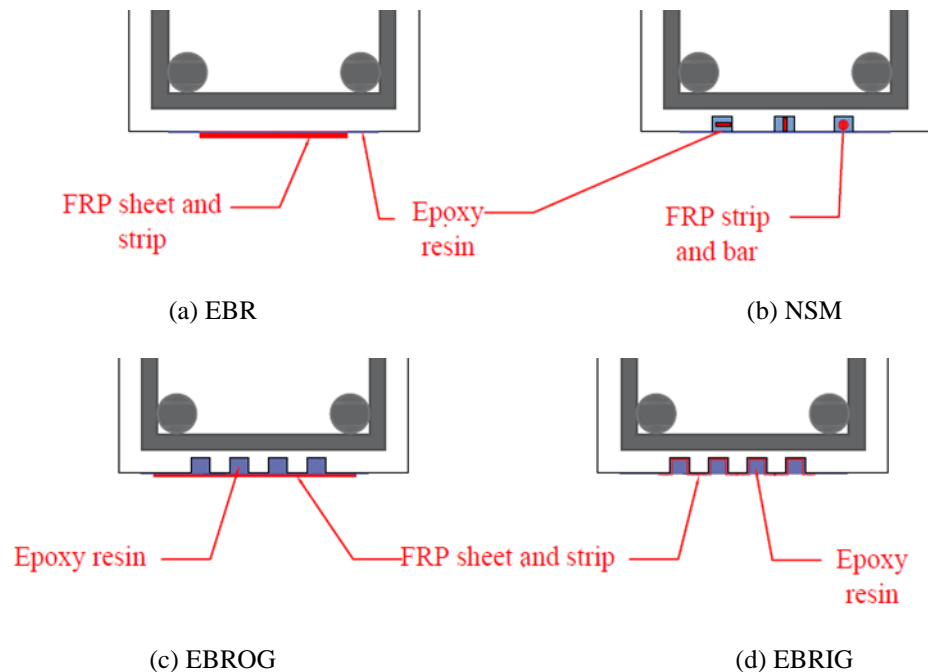 FRP sheet and
strip
Epoxy
resin
FRP strip
and bar
(a) EBR
(b) NSM
Epoxy resin
FRP sheet and strip
Epoxy
resin
(c) EBROG
(d) EBRIG